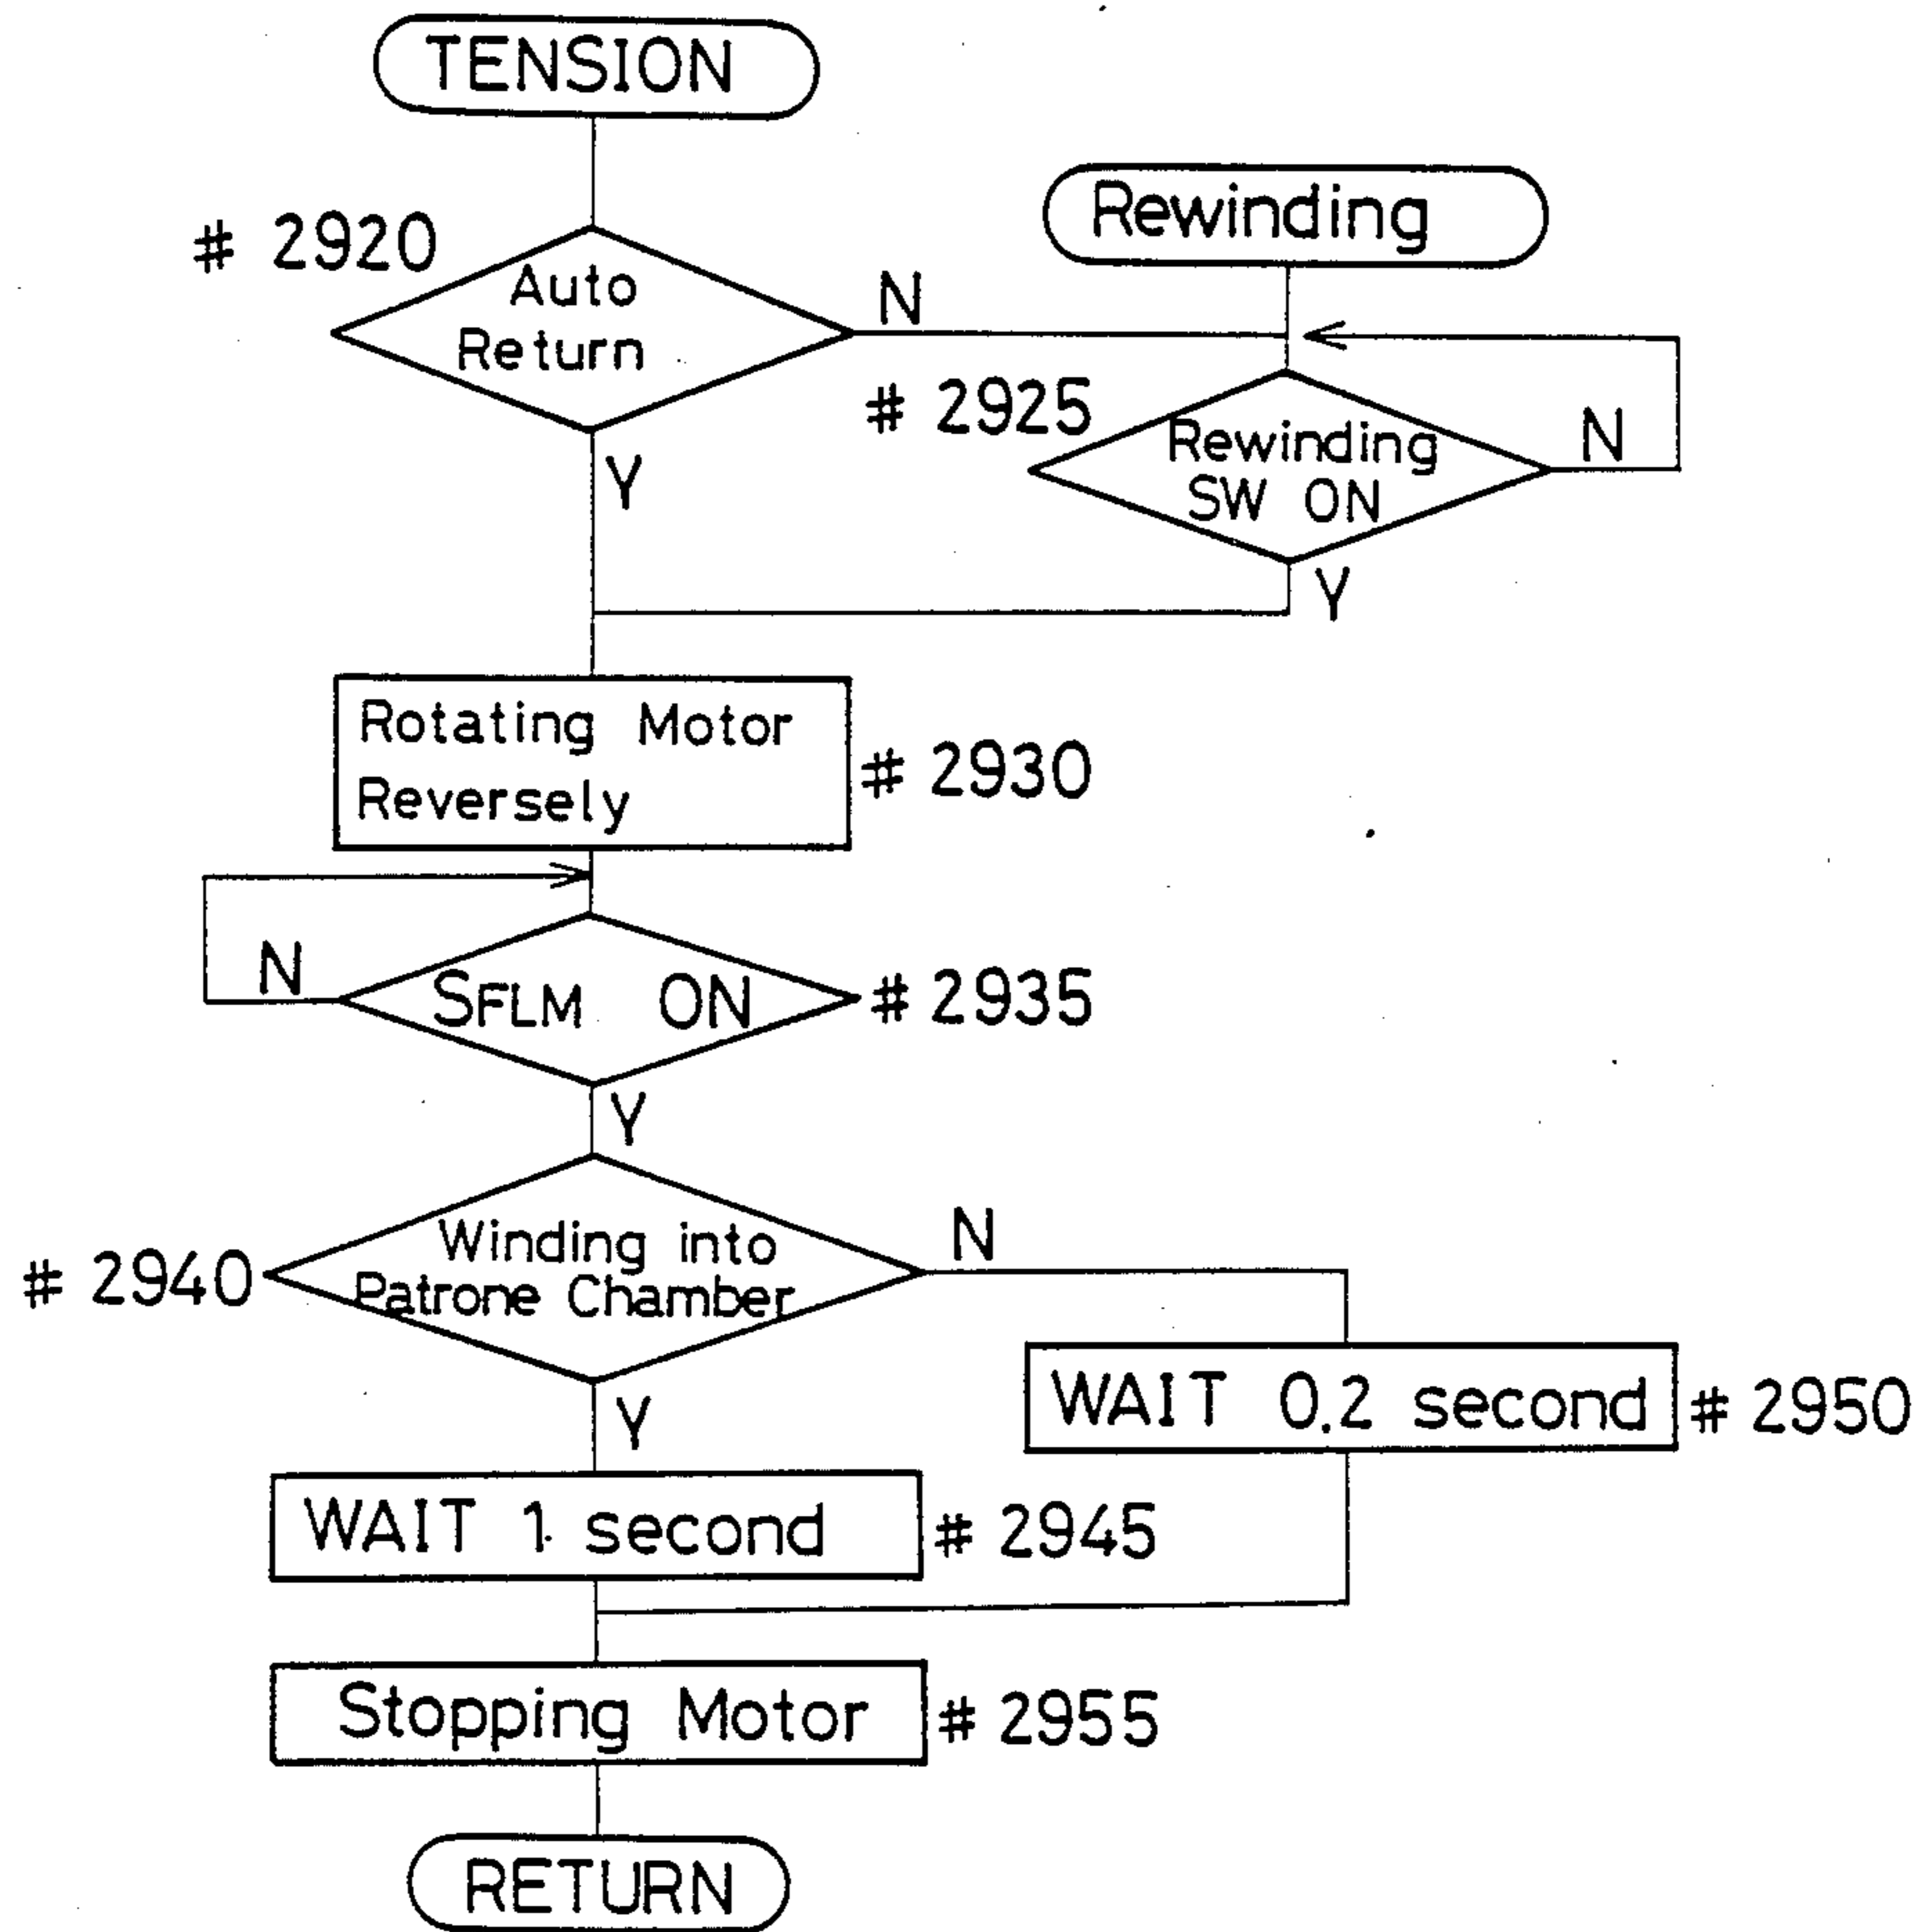 TENSION
Rewinding
# 2920
Auto
Return
N
# 2925
Rewinding
SW ON
N
Y
Y
Rotating Motor
Reversely
# 2930
N
SFLM ON
# 2935
Y
# 2940
Winding into
Patrone Chamber
N
Y
WAIT 0.2 second
# 2950
WAIT 1 second
# 2945
Stopping Motor
# 2955
RETURN